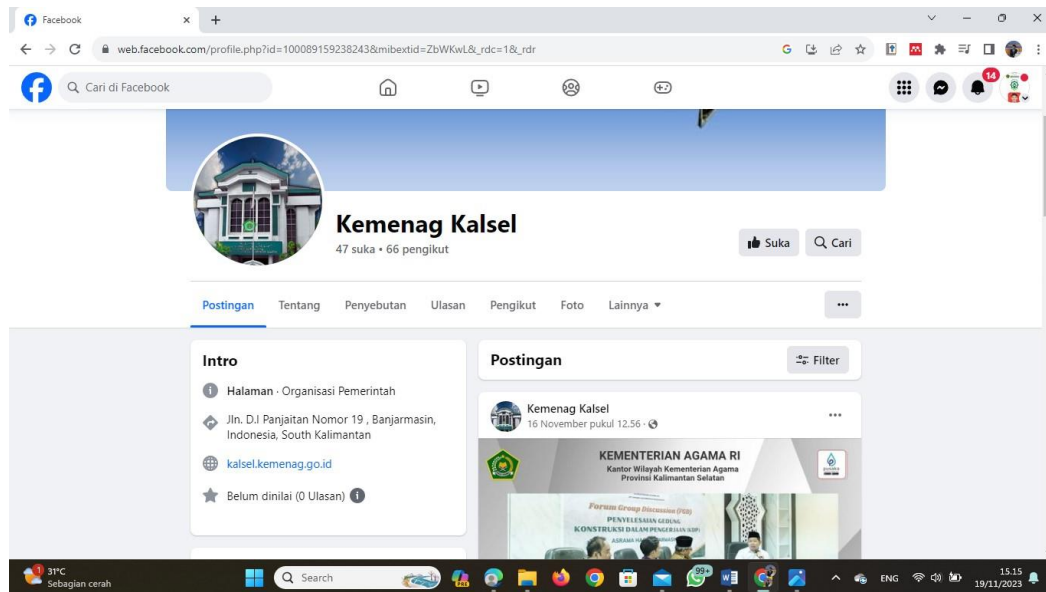 Facebook
web.facebook.com/profile.php?id=100089159238243&mibextid=ZbWKwL&_rdc=1&_rdr
Cari di Facebook
14
Kemenag Kalsel
47 suka • 66 pengikut
Suka
Cari
Postingan Tentang Penyebutan Ulasan Pengikut Foto Lainnya
Intro
Halaman · Organisasi Pemerintah
Jln. D.I Panjaitan Nomor 19 , Banjarmasin,
Indonesia, South Kalimantan
kalsel.kemenag.go.id
Belum dinilai (0 Ulasan)
Postingan
Filter
Kemenag Kalsel
16 November pukul 12.56
KEMENTERIAN AGAMA RI
Kantor Wilayah Kementerian Agama
Provinsi Kalimantan Selatan
Forum Group Discussion (FGD)
PENYELESAIAN GEDUNG
KONSTRUKSI DALAM PENGERJAAN (KDP)
1
31°C
Sebagian cerah
Search
99+
ENG
15.15
19/11/2023